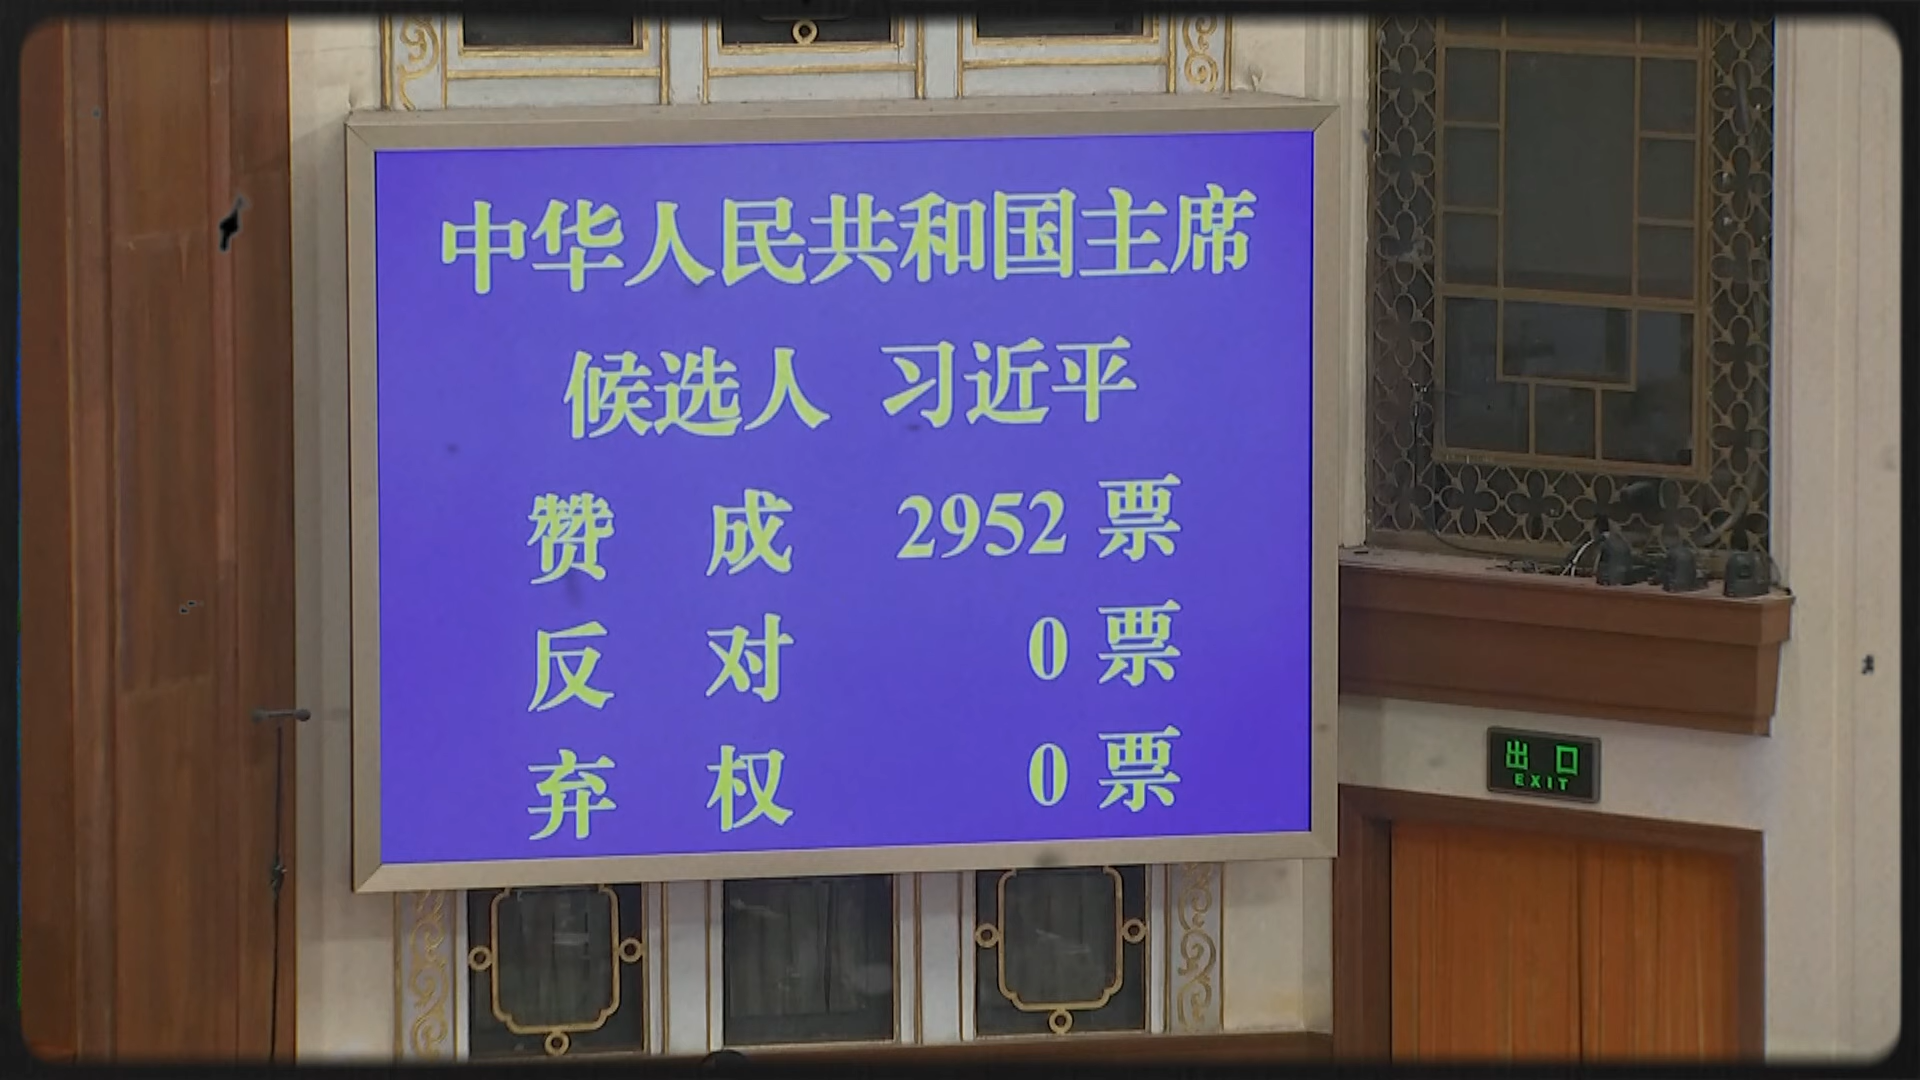 中华人民共和国主席
候选人 习近平
赞 成 2952 票
反 对 0 票
弃 权 0 票
出 口
EXIT